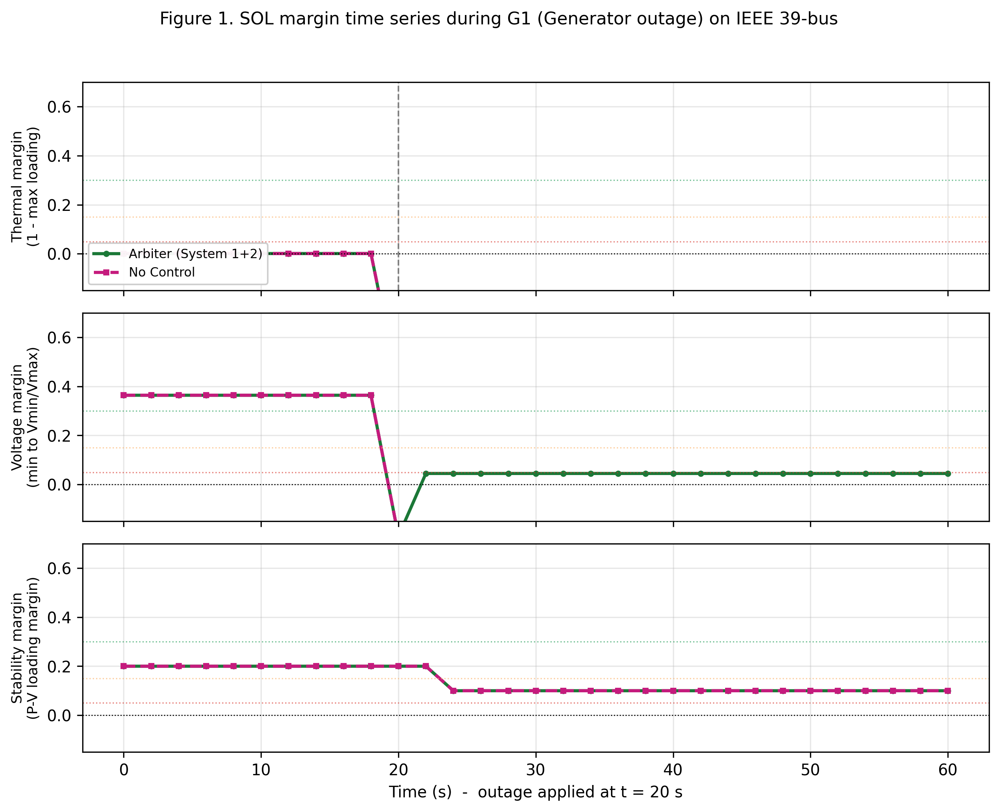 Figure 1. SOL margin time series during G1 (Generator outage) on IEEE 39-bus
Thermal margin
(1 - max loading)
0.6
0.4
0.2
0.0
Arbiter (System 1+2)
No Control
Voltage margin
(min to Vmin/Vmax)
0.6
0.4
0.2
0.0
Stability margin
(P-V loading margin)
0.6
0.4
0.2
0.0
0 10 20 30 40 50 60
Time (s) - outage applied at t = 20 s